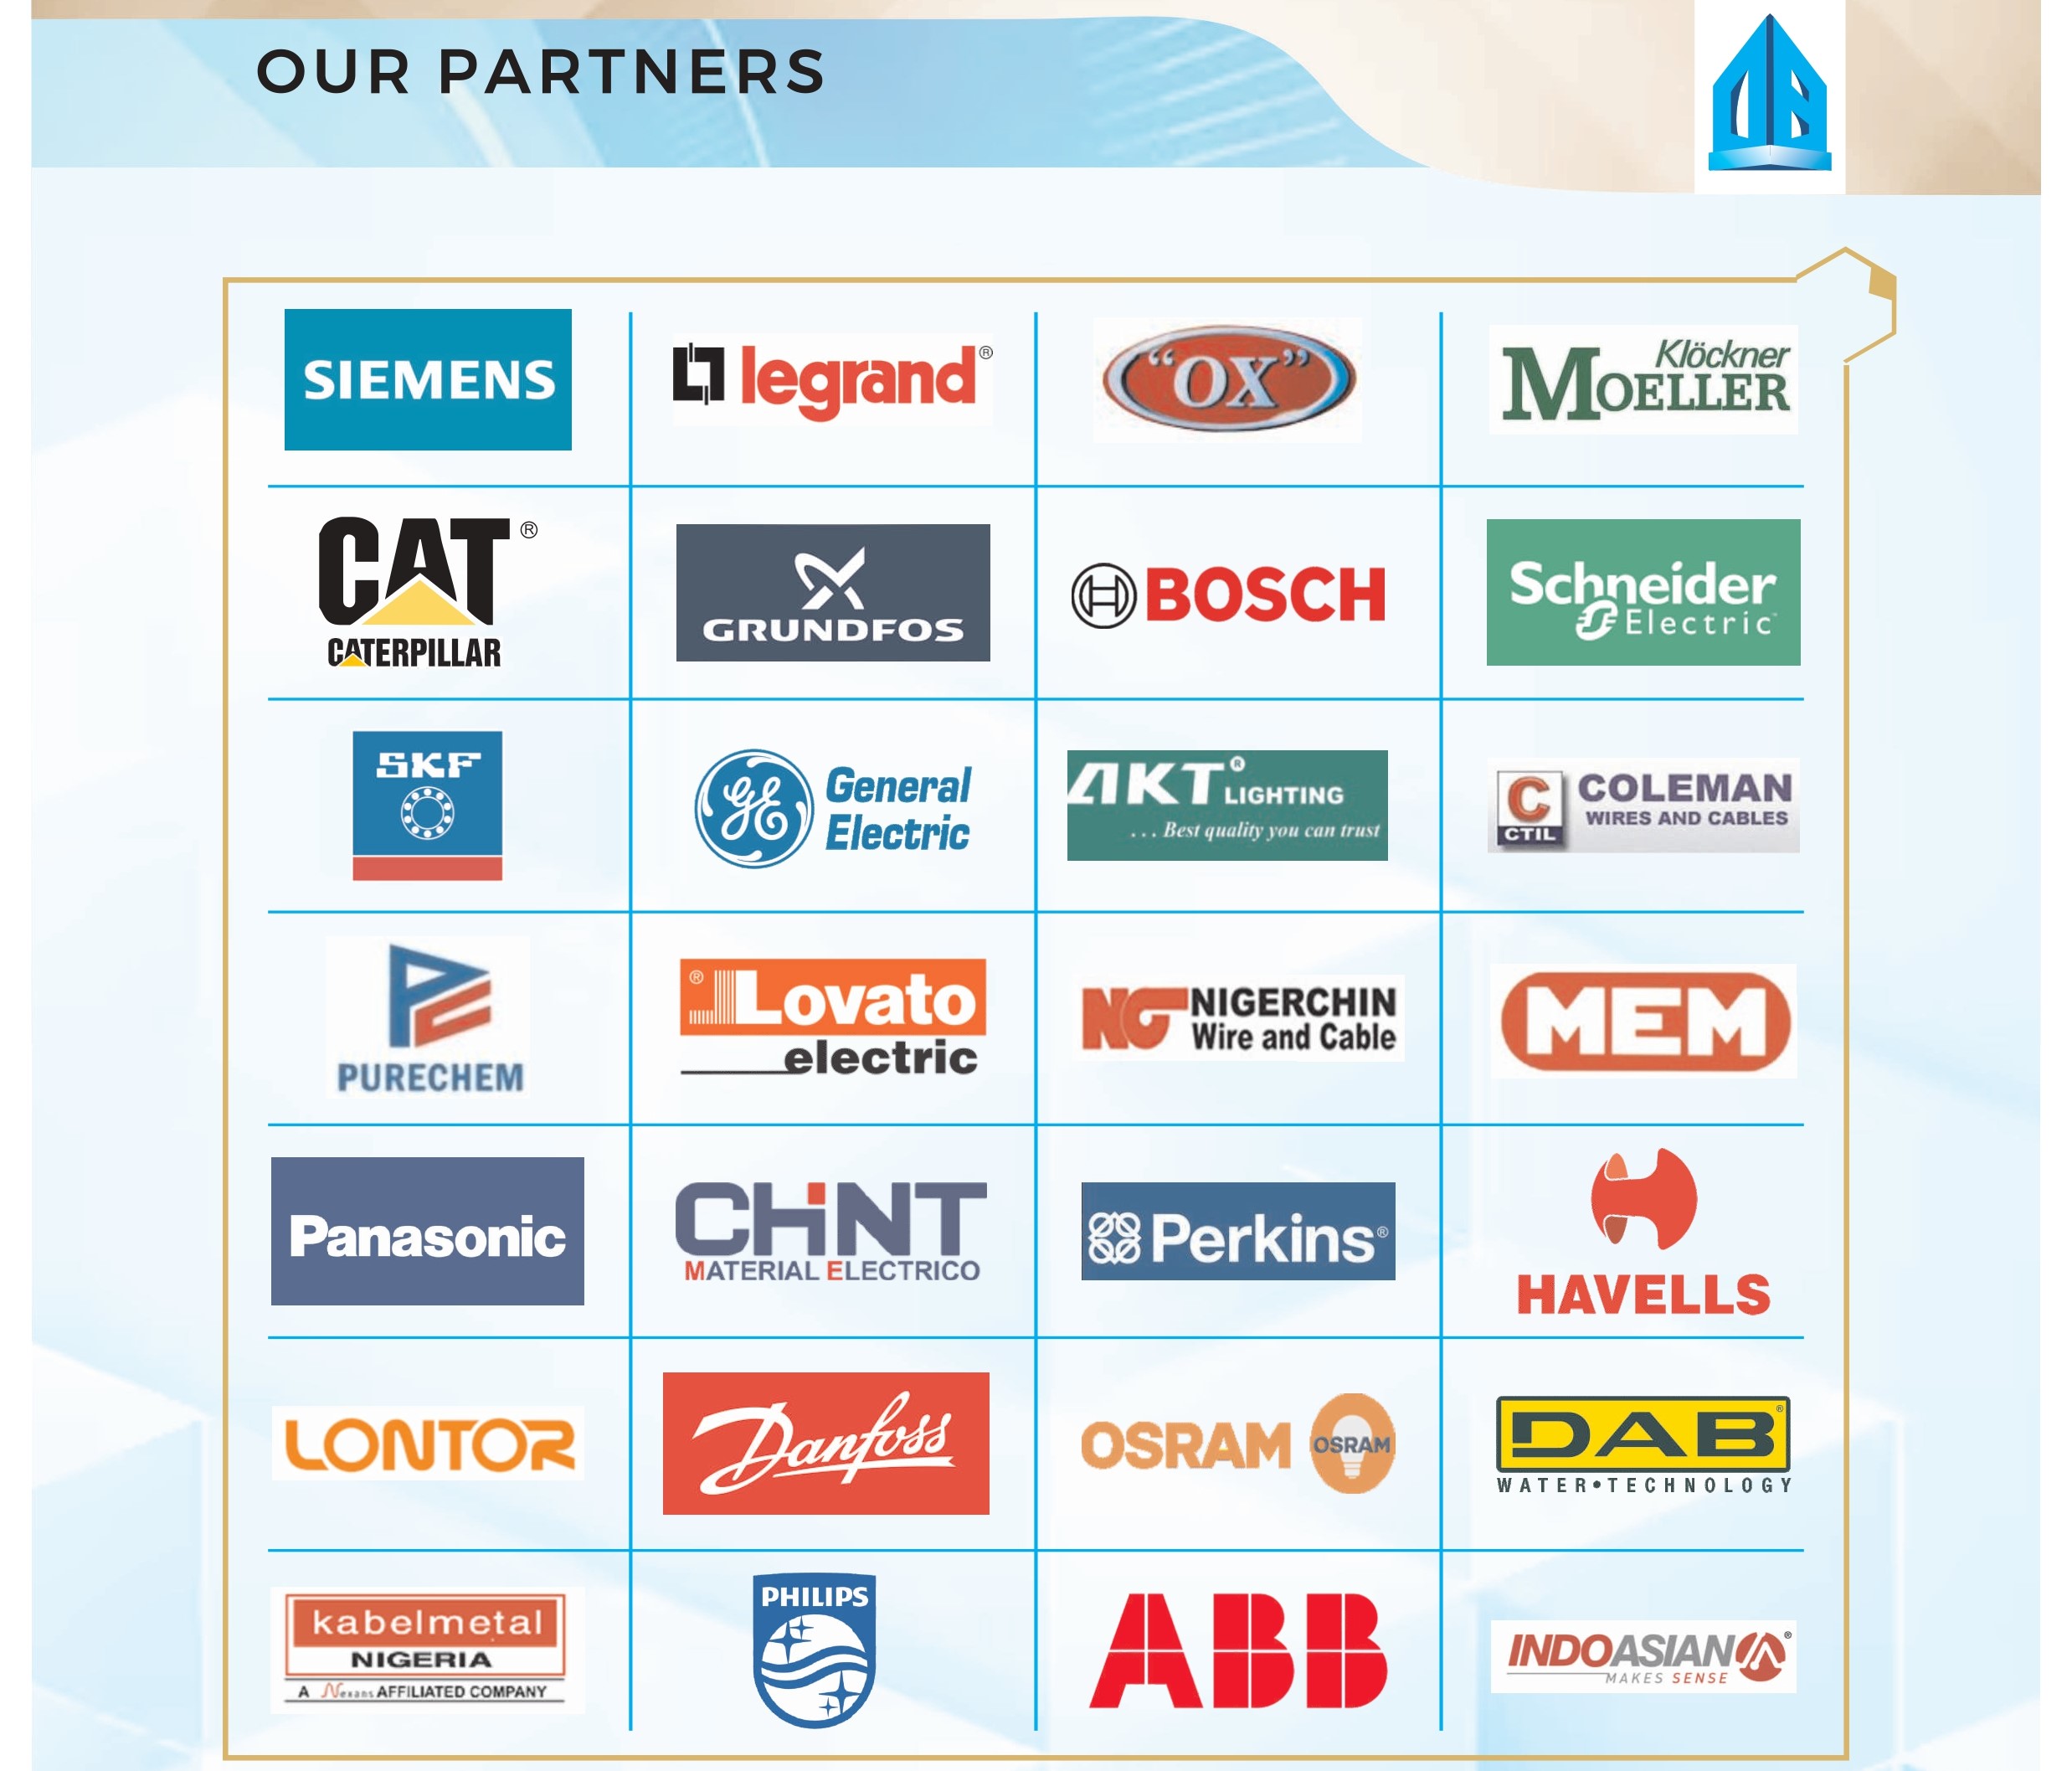 OUR PARTNERS
SIEMENS
legrand®
"OX"
Klöckner
MOELLER
CAT®
CATERPILLAR
GRUNDFOS
BOSCH
Schneider
Electric™
SKF
GE
General
Electric
AKT®LIGHTING
...Best quality you can trust
C
CTIL
COLEMAN
WIRES AND CABLES
PURECHEM
®Lovato
electric
NIGERCHIN
Wire and Cable
MEM
Panasonic
CHiNT
MATERIAL ELECTRICO
Perkins®
HAVELLS
LONTOR
Danfoss
OSRAM
OSRAM
DAB®
WATER•TECHNOLOGY
kabelmetal
NIGERIA
A Nexans AFFILIATED COMPANY
PHILIPS
ABB
INDOASIAN®
MAKES SENSE